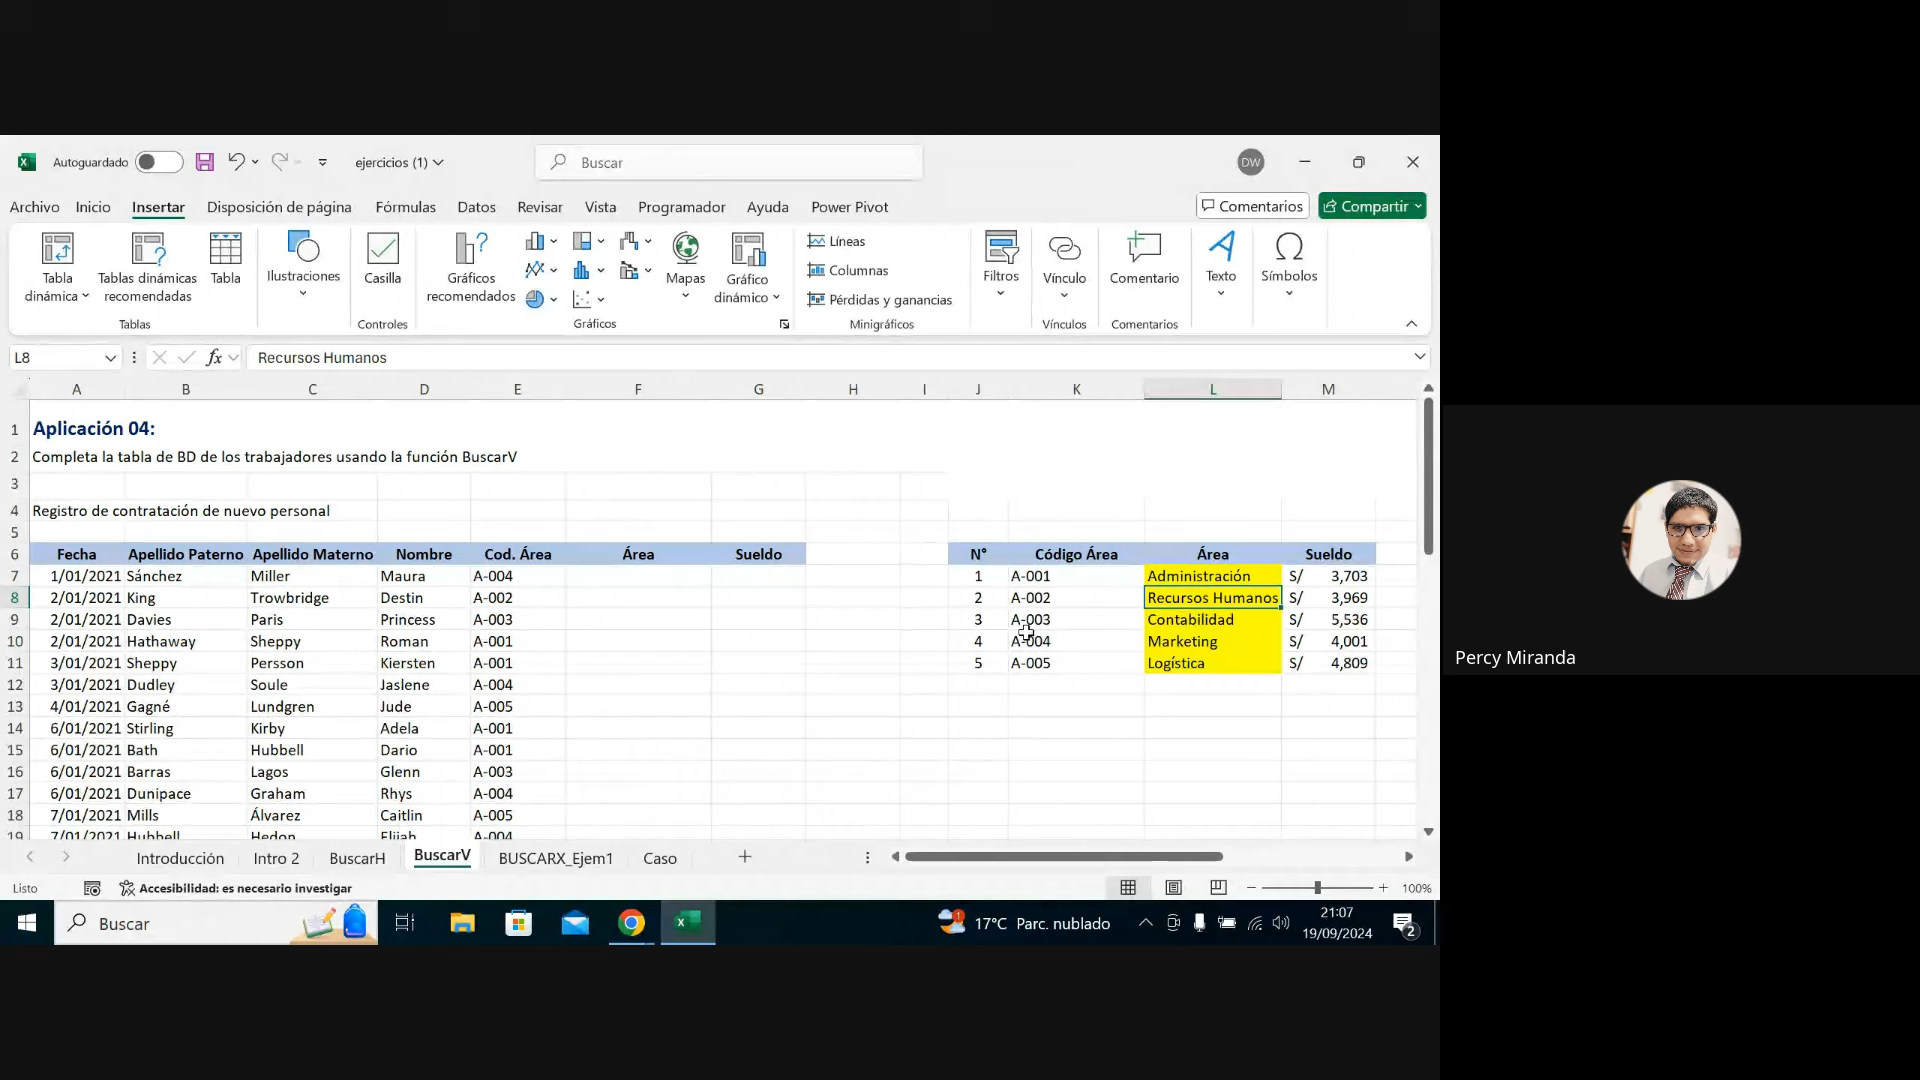 Autoguardado
ejercicios (1)
Buscar
DW
Archivo Inicio Insertar Disposición de página Fórmulas Datos Revisar Vista Programador Ayuda Power Pivot
Comentarios Compartir
Tabla dinámica
Tablas dinámicas recomendadas
Tabla
Tablas
Ilustraciones
Casilla
Controles
Gráficos recomendados
Mapas
Gráfico dinámico
Gráficos
Líneas
Columnas
Pérdidas y ganancias
Minigráficos
Filtros
Vínculo
Vínculos
Comentario
Comentarios
Texto
Símbolos
L8 fx Recursos Humanos
A B C D E F G H I J K L M
1 Aplicación 04:
2 Completa la tabla de BD de los trabajadores usando la función BuscarV
3
4 Registro de contratación de nuevo personal
5
6 Fecha Apellido Paterno Apellido Materno Nombre Cod. Área Área Sueldo N° Código Área Área Sueldo
7 1/01/2021 Sánchez Miller Maura A-004 1 A-001 Administración S/ 3,703
8 2/01/2021 King Trowbridge Destin A-002 2 A-002 Recursos Humanos S/ 3,969
9 2/01/2021 Davies Paris Princess A-003 3 A-003 Contabilidad S/ 5,536
10 2/01/2021 Hathaway Sheppy Roman A-001 4 A-004 Marketing S/ 4,001
11 3/01/2021 Sheppy Persson Kiersten A-001 5 A-005 Logística S/ 4,809
12 3/01/2021 Dudley Soule Jaslene A-004
13 4/01/2021 Gagné Lundgren Jude A-005
14 6/01/2021 Stirling Kirby Adela A-001
15 6/01/2021 Bath Hubbell Dario A-001
16 6/01/2021 Barras Lagos Glenn A-003
17 6/01/2021 Dunipace Graham Rhys A-004
18 7/01/2021 Mills Álvarez Caitlin A-005
19 7/01/2021 Hubbell Hedon Elijah A-004
Introducción Intro 2 BuscarH BuscarV BUSCARX_Ejem1 Caso
Listo Accesibilidad: es necesario investigar 100%
Buscar
17°C Parc. nublado
21:07
19/09/2024
2
Percy Miranda